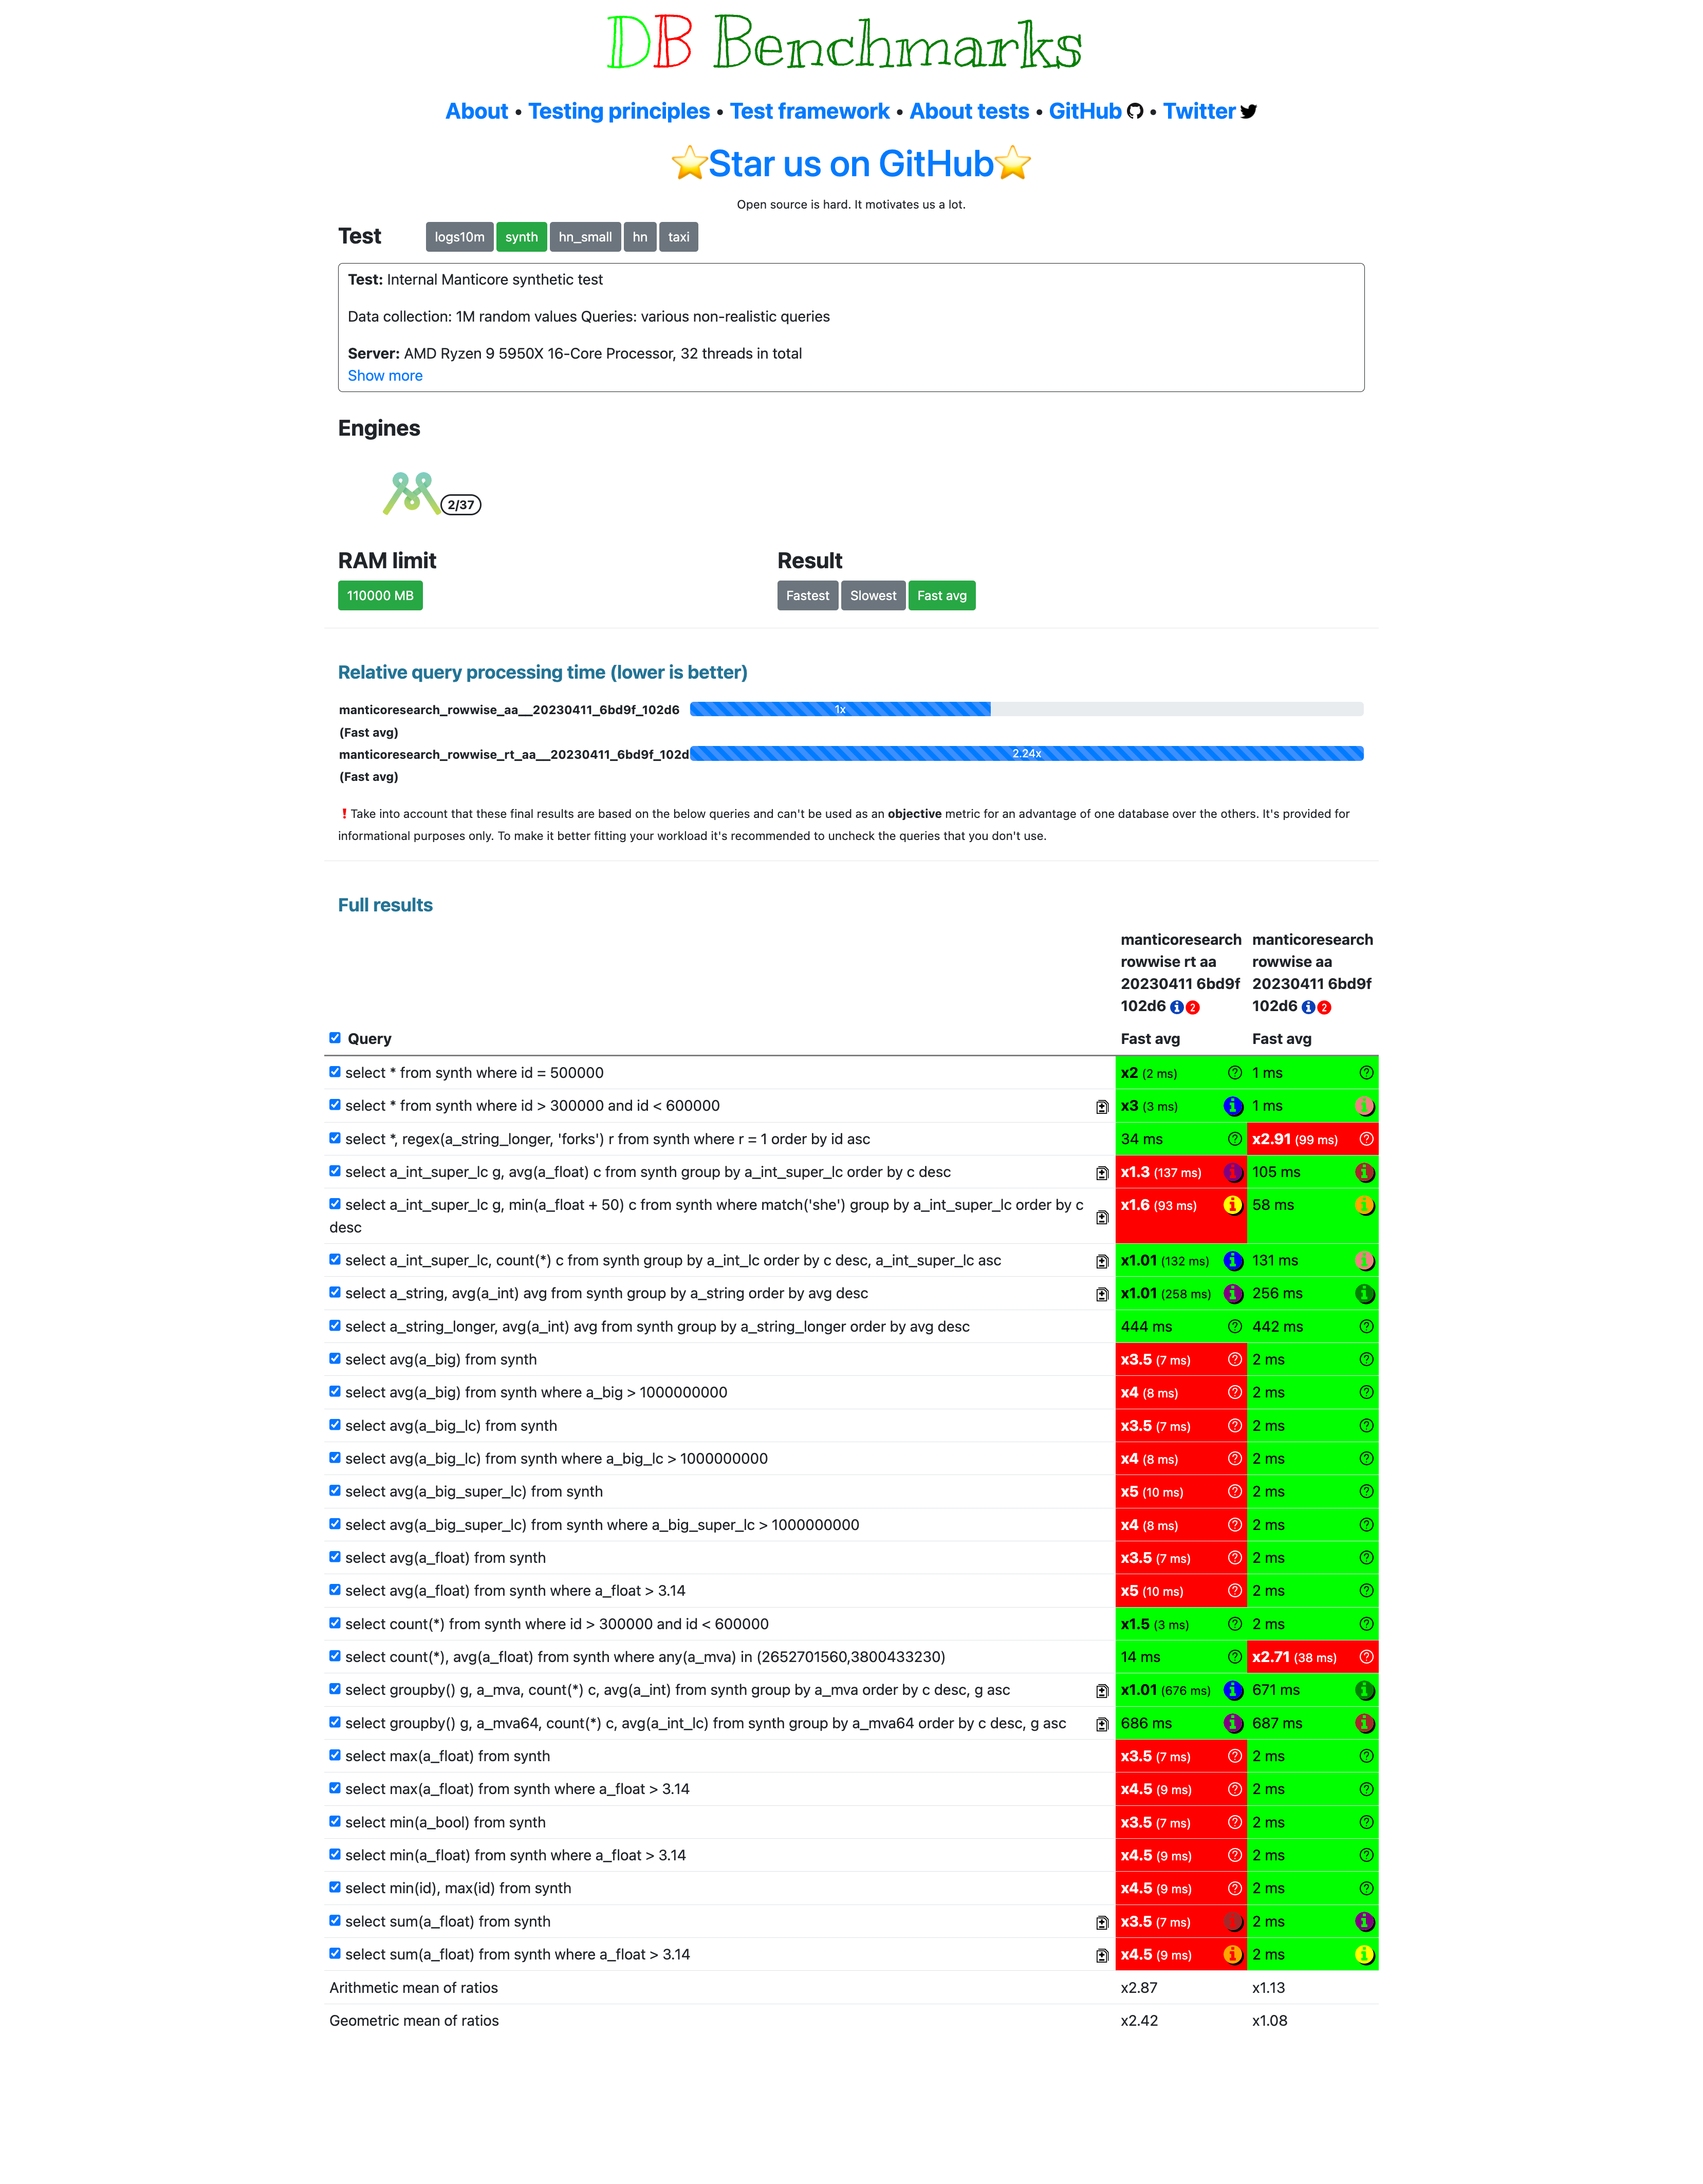 DB Benchmarks
About • Testing principles • Test framework • About tests • GitHub • Twitter
⭐Star us on GitHub⭐
Open source is hard. It motivates us a lot.
Test logs10m synth hn_small hn taxi
Test: Internal Manticore synthetic test
Data collection: 1M random values Queries: various non-realistic queries
Server: AMD Ryzen 9 5950X 16-Core Processor, 32 threads in total
Show more
Engines
2/37
RAM limit Result
110000 MB Fastest Slowest Fast avg
Relative query processing time (lower is better)
manticoresearch_rowwise_aa__20230411_6bd9f_102d6 1x
(Fast avg)
manticoresearch_rowwise_rt_aa__20230411_6bd9f_102d 2.24x
(Fast avg)
❗Take into account that these final results are based on the below queries and can't be used as an objective metric for an advantage of one database over the others. It's provided for
informational purposes only. To make it better fitting your workload it's recommended to uncheck the queries that you don't use.
Full results
manticoresearch manticoresearch
rowwise rt aa rowwise aa
20230411 6bd9f 20230411 6bd9f
102d6 i 2 102d6 i 2
Query Fast avg Fast avg
select * from synth where id = 500000 x2 (2 ms) ? 1 ms ?
select * from synth where id > 300000 and id < 600000 x3 (3 ms) i 1 ms i
select *, regex(a_string_longer, 'forks') r from synth where r = 1 order by id asc 34 ms ? x2.91 (99 ms) ?
select a_int_super_lc g, avg(a_float) c from synth group by a_int_super_lc order by c desc x1.3 (137 ms) i 105 ms i
select a_int_super_lc g, min(a_float + 50) c from synth where match('she') group by a_int_super_lc order by c x1.6 (93 ms) i 58 ms i
desc
select a_int_super_lc, count(*) c from synth group by a_int_lc order by c desc, a_int_super_lc asc x1.01 (132 ms) i 131 ms i
select a_string, avg(a_int) avg from synth group by a_string order by avg desc x1.01 (258 ms) i 256 ms i
select a_string_longer, avg(a_int) avg from synth group by a_string_longer order by avg desc 444 ms ? 442 ms ?
select avg(a_big) from synth x3.5 (7 ms) ? 2 ms ?
select avg(a_big) from synth where a_big > 1000000000 x4 (8 ms) ? 2 ms ?
select avg(a_big_lc) from synth x3.5 (7 ms) ? 2 ms ?
select avg(a_big_lc) from synth where a_big_lc > 1000000000 x4 (8 ms) ? 2 ms ?
select avg(a_big_super_lc) from synth x5 (10 ms) ? 2 ms ?
select avg(a_big_super_lc) from synth where a_big_super_lc > 1000000000 x4 (8 ms) ? 2 ms ?
select avg(a_float) from synth x3.5 (7 ms) ? 2 ms ?
select avg(a_float) from synth where a_float > 3.14 x5 (10 ms) ? 2 ms ?
select count(*) from synth where id > 300000 and id < 600000 x1.5 (3 ms) ? 2 ms ?
select count(*), avg(a_float) from synth where any(a_mva) in (2652701560,3800433230) 14 ms ? x2.71 (38 ms) ?
select groupby() g, a_mva, count(*) c, avg(a_int) from synth group by a_mva order by c desc, g asc x1.01 (676 ms) i 671 ms i
select groupby() g, a_mva64, count(*) c, avg(a_int_lc) from synth group by a_mva64 order by c desc, g asc 686 ms i 687 ms i
select max(a_float) from synth x3.5 (7 ms) ? 2 ms ?
select max(a_float) from synth where a_float > 3.14 x4.5 (9 ms) ? 2 ms ?
select min(a_bool) from synth x3.5 (7 ms) ? 2 ms ?
select min(a_float) from synth where a_float > 3.14 x4.5 (9 ms) ? 2 ms ?
select min(id), max(id) from synth x4.5 (9 ms) ? 2 ms ?
select sum(a_float) from synth x3.5 (7 ms) i 2 ms i
select sum(a_float) from synth where a_float > 3.14 x4.5 (9 ms) i 2 ms i
Arithmetic mean of ratios x2.87 x1.13
Geometric mean of ratios x2.42 x1.08